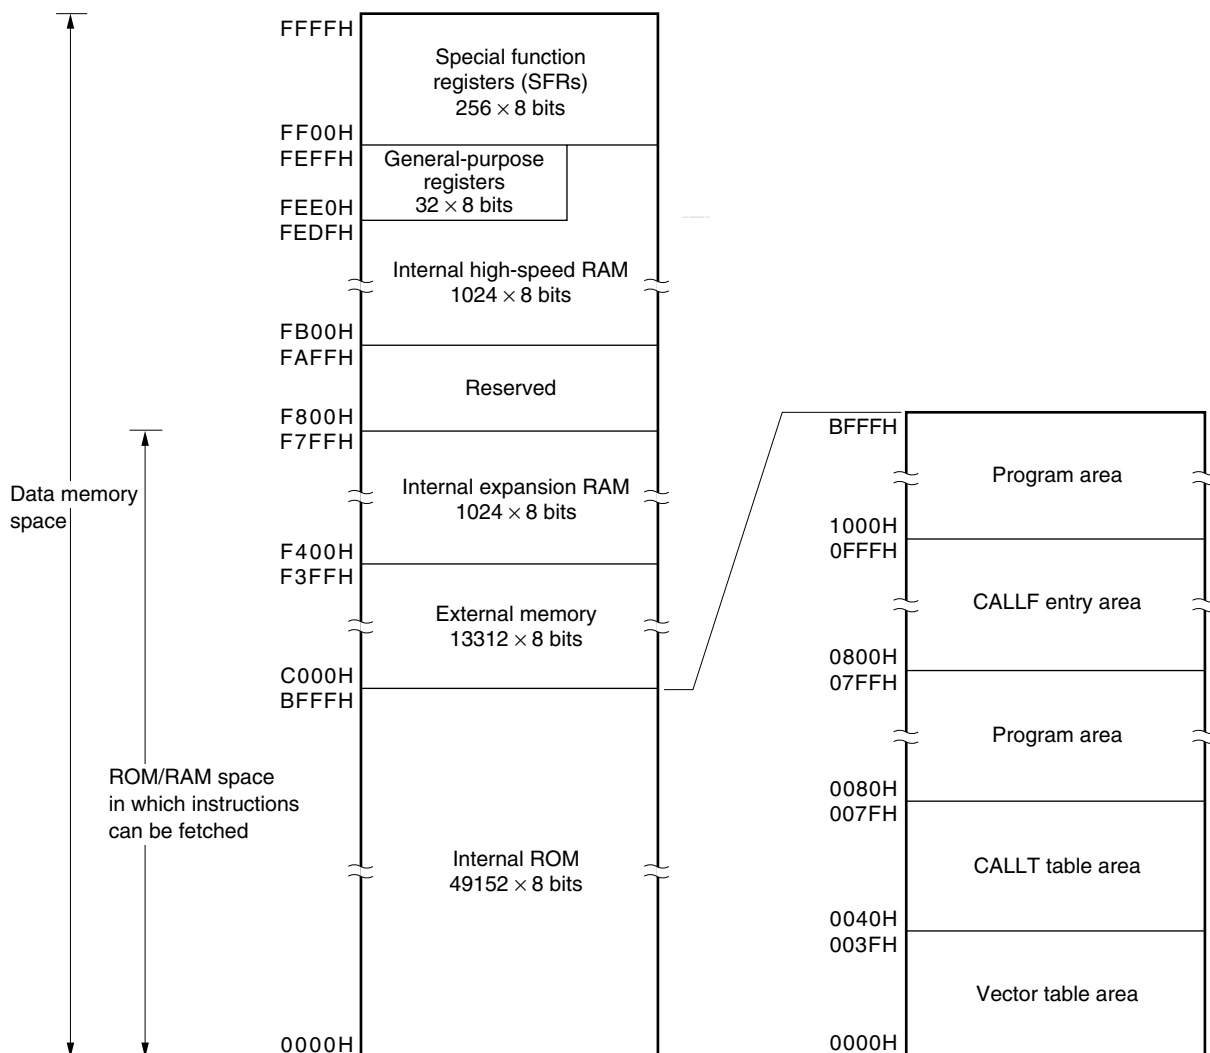 FFFFH
Special function
registers (SFRs)
256 × 8 bits
FF00H
FEFFH
General-purpose
registers
32 × 8 bits
FEE0H
FEDFH
Internal high-speed RAM
1024 × 8 bits
FB00H
FAFFH
Reserved
F800H
F7FFH
Data memory
space
Internal expansion RAM
1024 × 8 bits
F400H
F3FFH
External memory
13312 × 8 bits
C000H
BFFFH
ROM/RAM space
in which instructions
can be fetched
Internal ROM
49152 × 8 bits
0000H
BFFFH
Program area
1000H
0FFFH
CALLF entry area
0800H
07FFH
Program area
0080H
007FH
CALLT table area
0040H
003FH
Vector table area
0000H